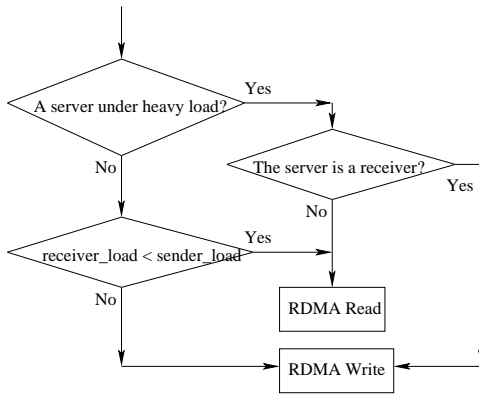 A server under heavy load?
Yes
The server is a receiver?
No
Yes
No
receiver_load < sender_load
Yes
No
RDMA Read
RDMA Write